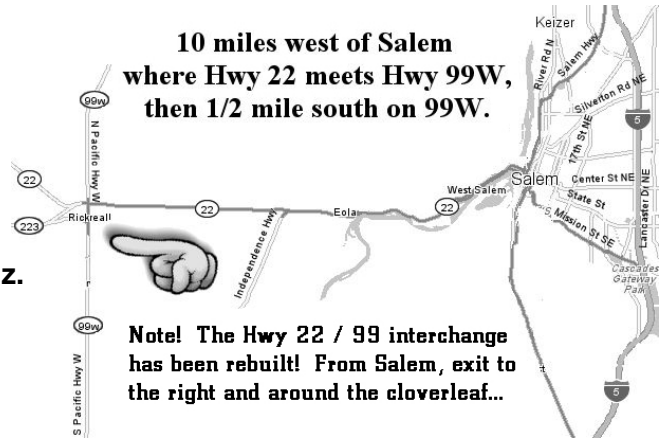 10 miles west of Salem
where Hwy 22 meets Hwy 99W,
then 1/2 mile south on 99W.
Keizer
River Rd N
Salem Hwy
Silverton Rd NE
99W
N Pacific Hwy W
5
17th St NE
22
Center St NE
Salem
West Salem
State St
Lancaster Dr NE
22
Eola
22
Rickreall
223
S Mission St SE
Independence Hwy
Cascades
Gateway
Park
z.
99W
S Pacific Hwy W
Note! The Hwy 22 / 99 interchange
has been rebuilt! From Salem, exit to
the right and around the cloverleaf...
5